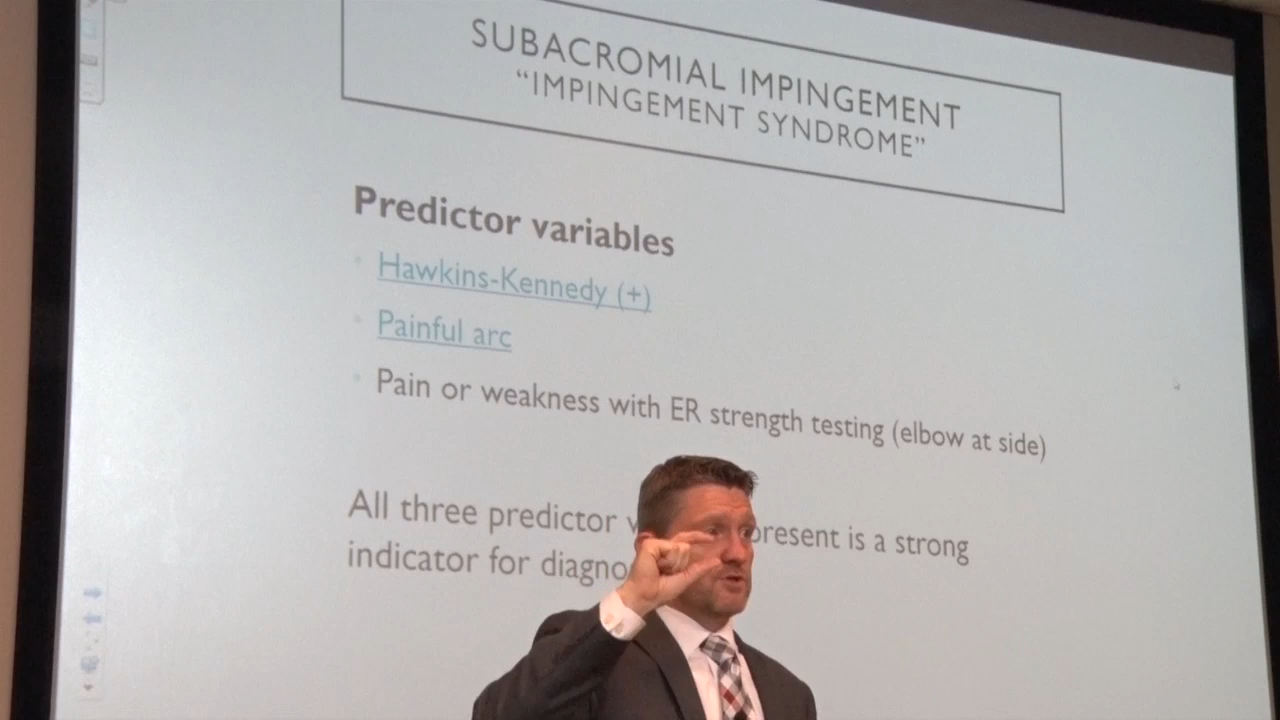 SUBACROMIAL IMPINGEMENT
“IMPINGEMENT SYNDROME”
Predictor variables
Hawkins-Kennedy (+)
Painful arc
Pain or weakness with ER strength testing (elbow at side)
All three predictor present is a strong
indicator for